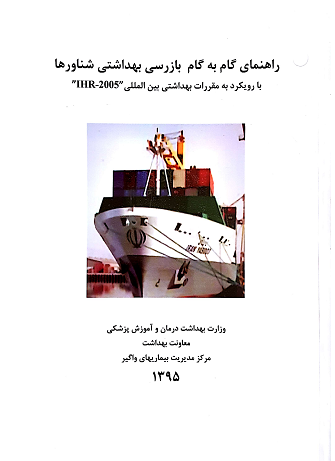 راهنمای گام به گام بازرسی بهداشتی شناورها
با رویکرد به مقررات بهداشتی بین المللی "IHR-2005"
وزارت بهداشت درمان و آموزش پزشکی
معاونت بهداشت
مرکز مدیریت بیماریهای واگیر
۱۳۹۵